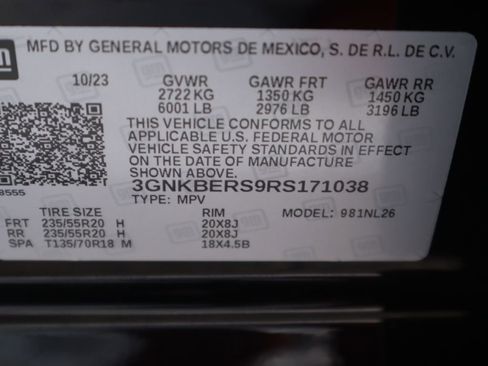 gm
MFD BY GENERAL MOTORS DE MEXICO, S. DE R.L. DE C.V.
10/23 GVWR GAWR FRT GAWR RR
2722 KG 1350 KG 1450 KG
6001 LB 2976 LB 3196 LB
THIS VEHICLE CONFORMS TO ALL
APPLICABLE U.S. FEDERAL MOTOR
VEHICLE SAFETY STANDARDS IN EFFECT
ON THE DATE OF MANUFACTURE
SHOWN ABOVE.
8555
3GNKBERS9RS171038
TYPE: MPV MODEL: 981NL26
TIRE SIZE RIM
FRT 235/55R20 H 20X8J
RR 235/55R20 H 20X8J
SPA T135/70R18 M 18X4.5B